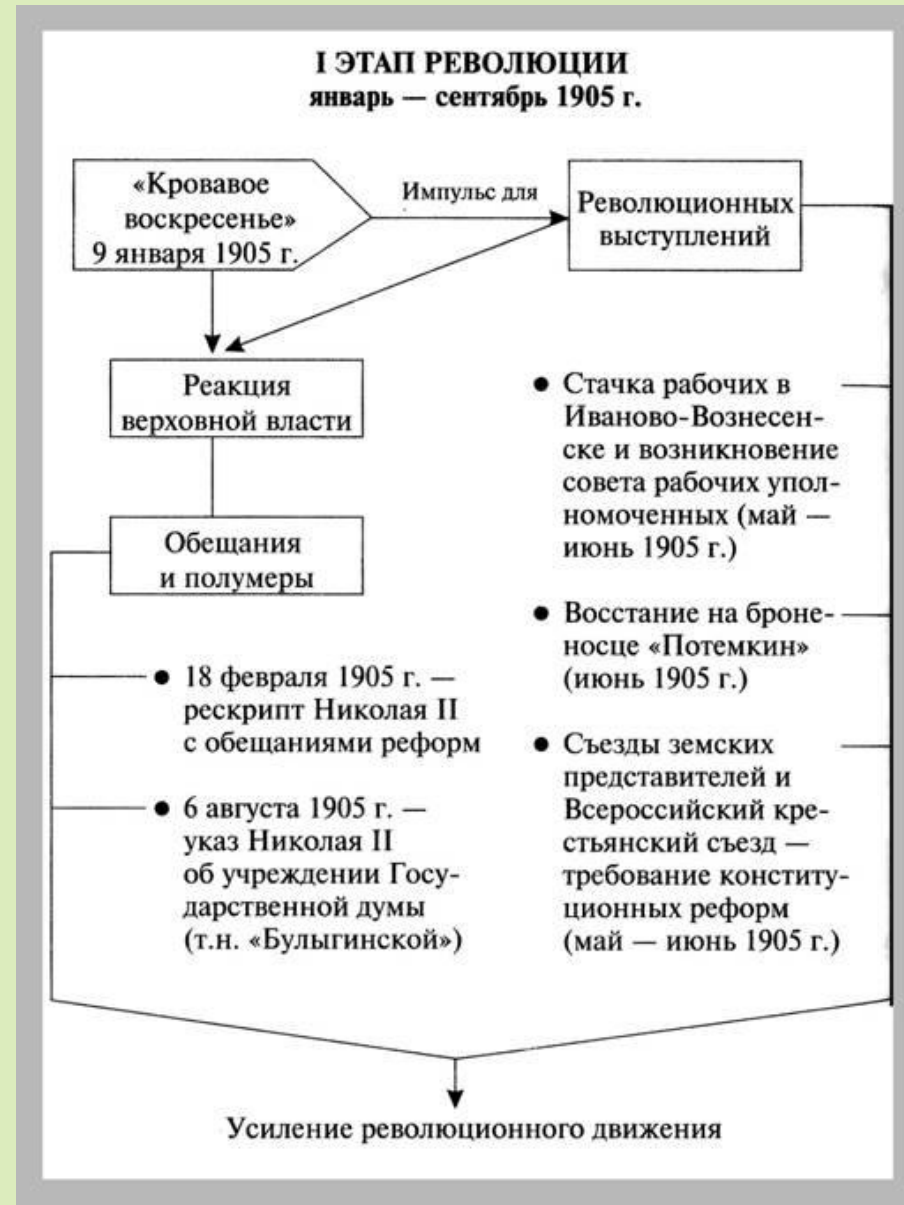 I ЭТАП РЕВОЛЮЦИИ
январь — сентябрь 1905 г.
«Кровавое
воскресенье»
9 января 1905 г.
Импульс для
Революционных
выступлений
Реакция
верховной власти
Обещания
и полумеры
● 18 февраля 1905 г. —
рескрипт Николая II
с обещаниями реформ
● 6 августа 1905 г. —
указ Николая II
об учреждении Госу-
дарственной думы
(т.н. «Булыгинской»)
● Стачка рабочих в
Иваново-Вознесен-
ске и возникновение
совета рабочих упол-
номоченных (май —
июнь 1905 г.)
● Восстание на броне-
носце «Потемкин»
(июнь 1905 г.)
● Съезды земских
представителей и
Всероссийский кре-
стьянский съезд —
требование конститу-
ционных реформ
(май — июнь 1905 г.)
Усиление революционного движения